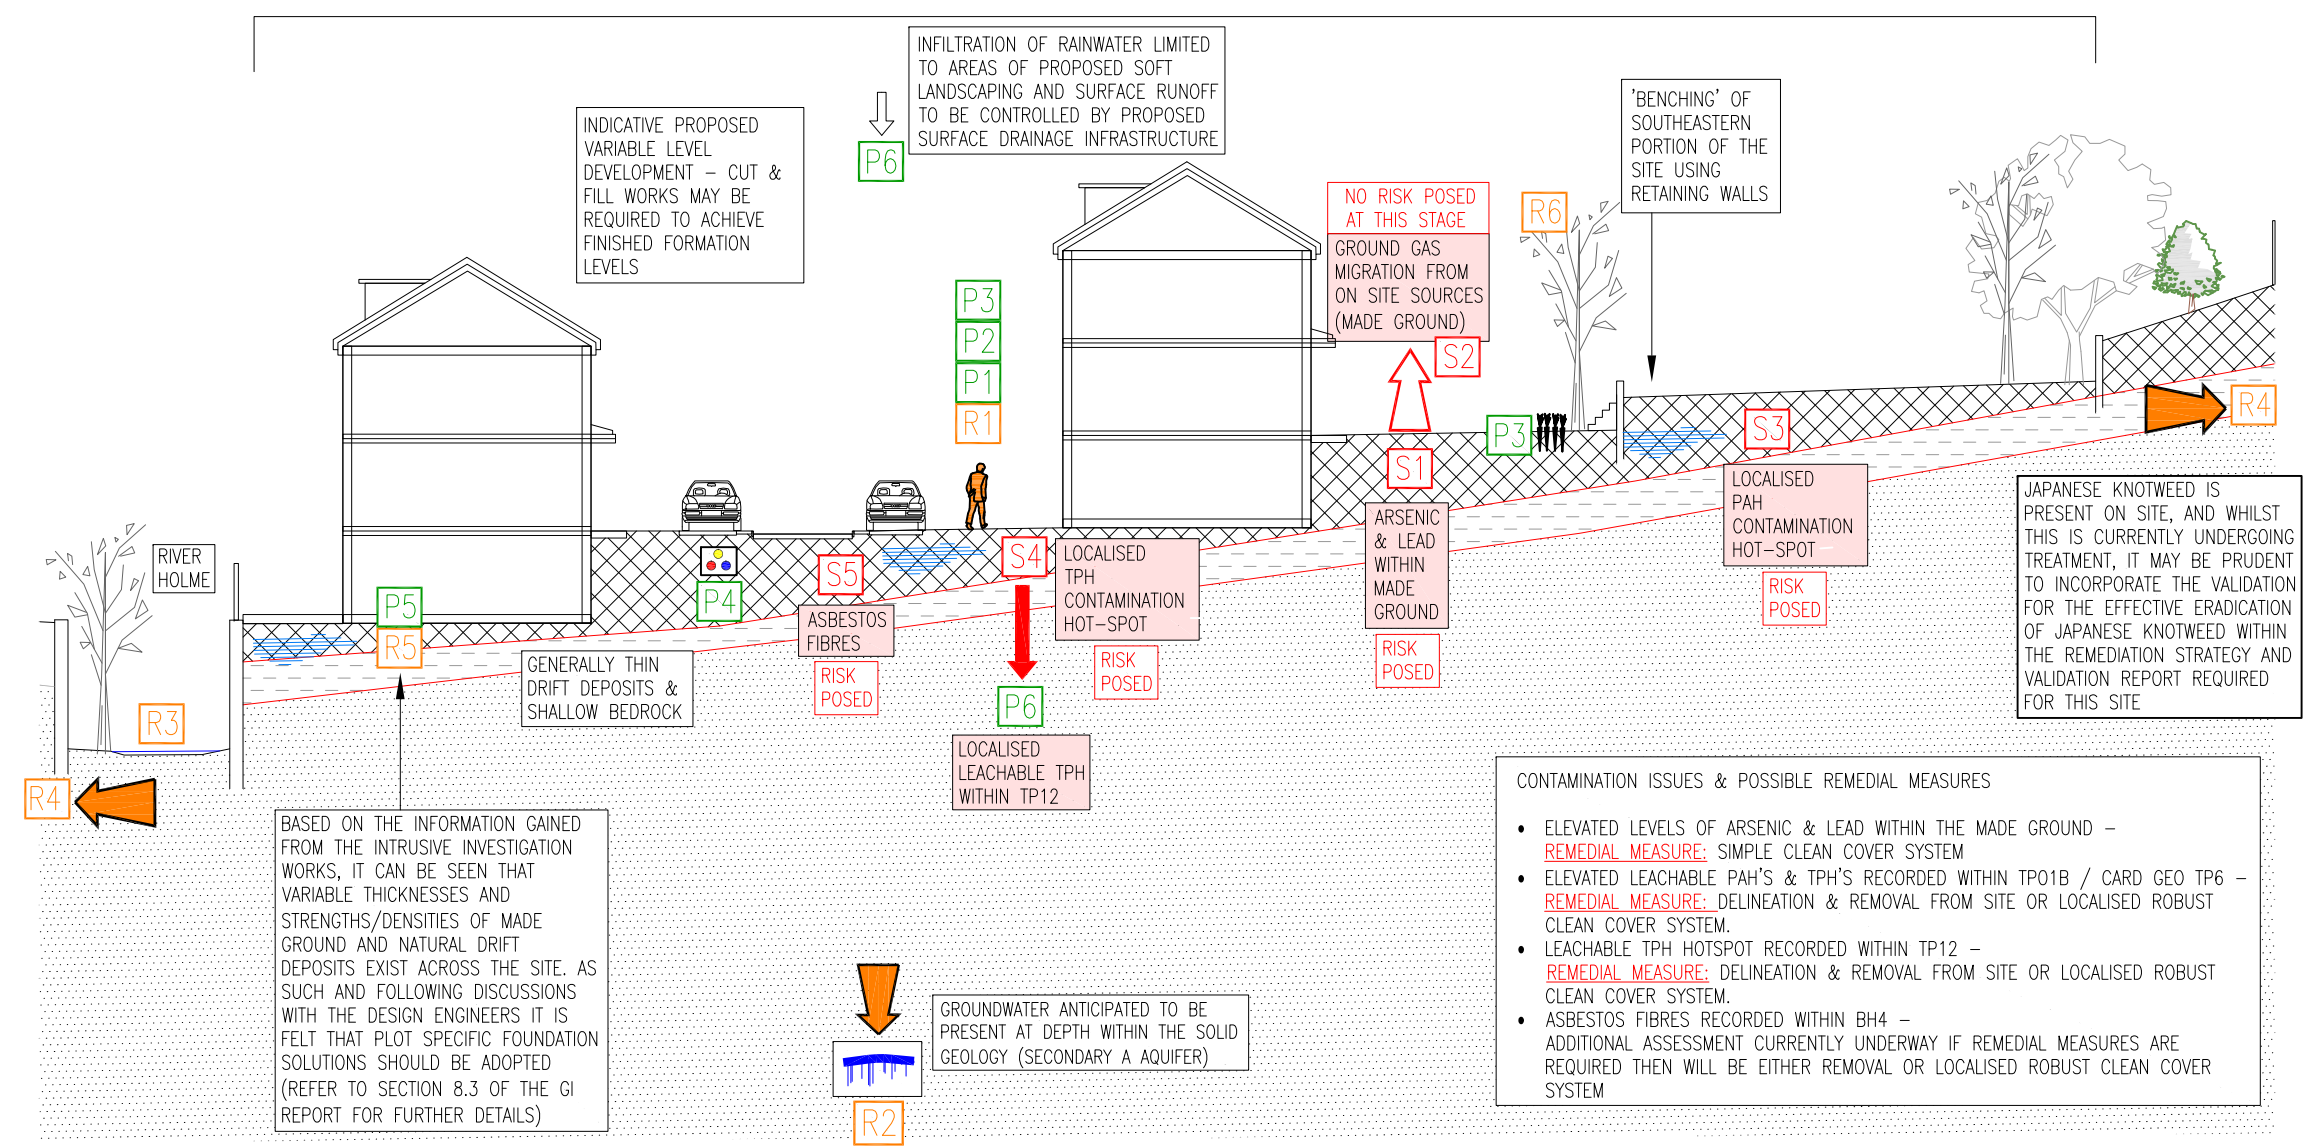 INFILTRATION OF RAINWATER LIMITED
TO AREAS OF PROPOSED SOFT
LANDSCAPING AND SURFACE RUNOFF
TO BE CONTROLLED BY PROPOSED
SURFACE DRAINAGE INFRASTRUCTURE
P6
INDICATIVE PROPOSED
VARIABLE LEVEL
DEVELOPMENT – CUT &
FILL WORKS MAY BE
REQUIRED TO ACHIEVE
FINISHED FORMATION
LEVELS
'BENCHING' OF
SOUTHEASTERN
PORTION OF THE
SITE USING
RETAINING WALLS
NO RISK POSED
AT THIS STAGE
GROUND GAS
MIGRATION FROM
ON SITE SOURCES
(MADE GROUND)
S2
R6
P3
P2
P1
R1
P3
S3
R4
S1
LOCALISED
PAH
CONTAMINATION
HOT–SPOT
RISK
POSED
ARSENIC
& LEAD
WITHIN
MADE
GROUND
RISK
POSED
JAPANESE KNOTWEED IS
PRESENT ON SITE, AND WHILST
THIS IS CURRENTLY UNDERGOING
TREATMENT, IT MAY BE PRUDENT
TO INCORPORATE THE VALIDATION
FOR THE EFFECTIVE ERADICATION
OF JAPANESE KNOTWEED WITHIN
THE REMEDIATION STRATEGY AND
VALIDATION REPORT REQUIRED
FOR THIS SITE
RIVER
HOLME
P5
R5
P4
S5
ASBESTOS
FIBRES
RISK
POSED
S4
LOCALISED
TPH
CONTAMINATION
HOT–SPOT
RISK
POSED
GENERALLY THIN
DRIFT DEPOSITS &
SHALLOW BEDROCK
P6
LOCALISED
LEACHABLE TPH
WITHIN TP12
R3
R4
BASED ON THE INFORMATION GAINED
FROM THE INTRUSIVE INVESTIGATION
WORKS, IT CAN BE SEEN THAT
VARIABLE THICKNESSES AND
STRENGTHS/DENSITIES OF MADE
GROUND AND NATURAL DRIFT
DEPOSITS EXIST ACROSS THE SITE. AS
SUCH AND FOLLOWING DISCUSSIONS
WITH THE DESIGN ENGINEERS IT IS
FELT THAT PLOT SPECIFIC FOUNDATION
SOLUTIONS SHOULD BE ADOPTED
(REFER TO SECTION 8.3 OF THE GI
REPORT FOR FURTHER DETAILS)
GROUNDWATER ANTICIPATED TO BE
PRESENT AT DEPTH WITHIN THE SOLID
GEOLOGY (SECONDARY A AQUIFER)
R2
CONTAMINATION ISSUES & POSSIBLE REMEDIAL MEASURES
• ELEVATED LEVELS OF ARSENIC & LEAD WITHIN THE MADE GROUND –
REMEDIAL MEASURE: SIMPLE CLEAN COVER SYSTEM
• ELEVATED LEACHABLE PAH'S & TPH'S RECORDED WITHIN TP01B / CARD GEO TP6 –
REMEDIAL MEASURE: DELINEATION & REMOVAL FROM SITE OR LOCALISED ROBUST
CLEAN COVER SYSTEM.
• LEACHABLE TPH HOTSPOT RECORDED WITHIN TP12 –
REMEDIAL MEASURE: DELINEATION & REMOVAL FROM SITE OR LOCALISED ROBUST
CLEAN COVER SYSTEM.
• ASBESTOS FIBRES RECORDED WITHIN BH4 –
ADDITIONAL ASSESSMENT CURRENTLY UNDERWAY IF REMEDIAL MEASURES ARE
REQUIRED THEN WILL BE EITHER REMOVAL OR LOCALISED ROBUST CLEAN COVER
SYSTEM